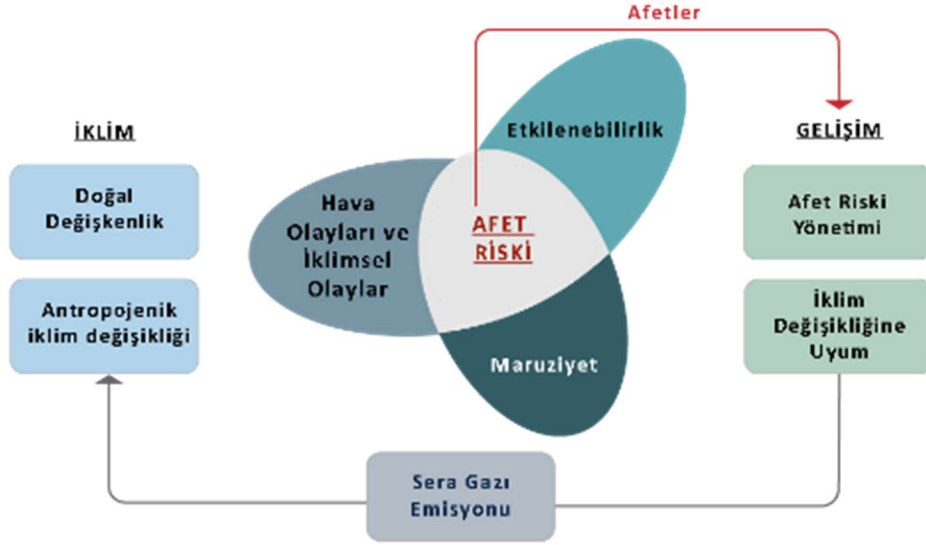 Afetler
İKLİM
Doğal
Değişkenlik
Antropojenik
iklim değişikliği
Hava
Olayları ve
İklimsel
Olaylar
Etkilenebilirlik
AFET
RİSKİ
Maruziyet
GELİŞİM
Afet Riski
Yönetimi
İklim
Değişikliğine
Uyum
Sera Gazı
Emisyonu